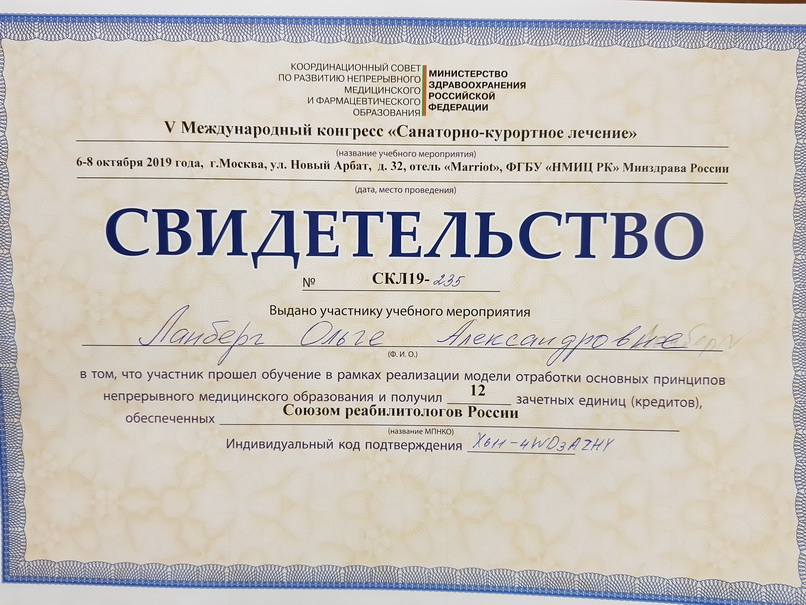 КООРДИНАЦИОННЫЙ СОВЕТ
ПО РАЗВИТИЮ НЕПРЕРЫВНОГО
МЕДИЦИНСКОГО
И ФАРМАЦЕВТИЧЕСКОГО
ОБРАЗОВАНИЯ
МИНИСТЕРСТВО
ЗДРАВООХРАНЕНИЯ
РОССИЙСКОЙ
ФЕДЕРАЦИИ
V Международный конгресс «Санаторно-курортное лечение»
(название учебного мероприятия)
6-8 октября 2019 года, г.Москва, ул. Новый Арбат, д. 32, отель «Marriot», ФГБУ «НМИЦ РК» Минздрава России
(дата, место проведения)
СВИДЕТЕЛЬСТВО
№ СКЛ19-235
Выдано участнику учебного мероприятия
Ланберг Ольге Александровне
(Ф. И. О.)
в том, что участник прошел обучение в рамках реализации модели отработки основных принципов
непрерывного медицинского образования и получил 12 зачетных единиц (кредитов),
обеспеченных Союзом реабилитологов России
(название МПНКО)
Индивидуальный код подтверждения